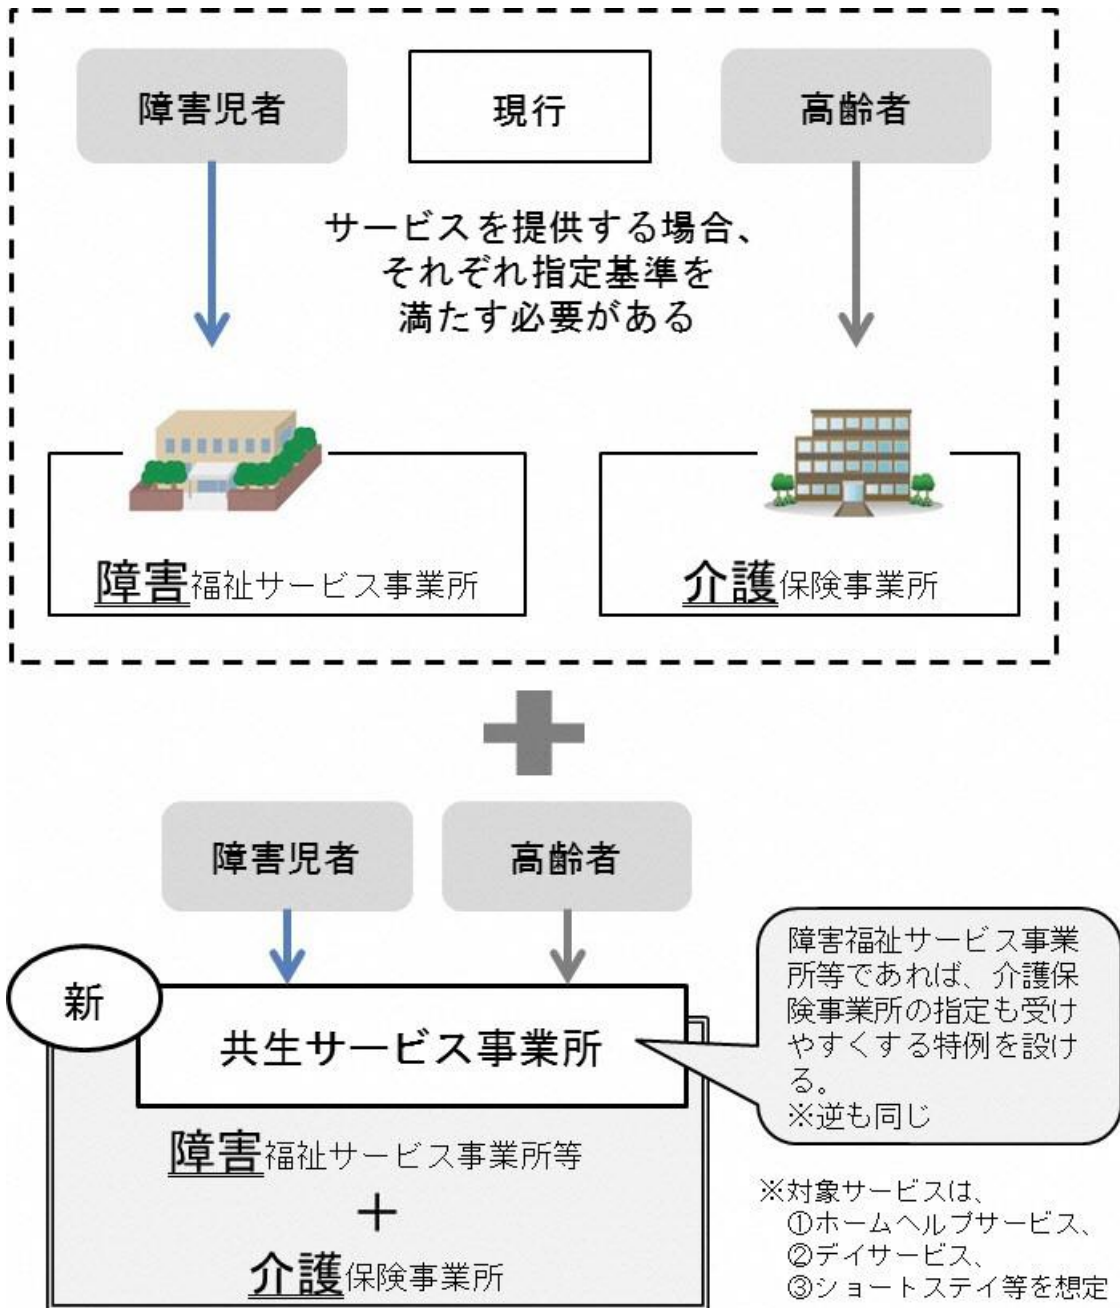 障害児者
現行
高齢者
サービスを提供する場合、
それぞれ指定基準を
満たす必要がある
障害福祉サービス事業所
介護保険事業所
障害児者
高齢者
新
共生サービス事業所
障害福祉サービス事業所等
＋
介護保険事業所
障害福祉サービス事業
所等であれば、介護保
険事業所の指定も受け
やすくする特例を設け
る。
※逆も同じ
※対象サービスは、
①ホームヘルプサービス、
②デイサービス、
③ショートステイ等を想定